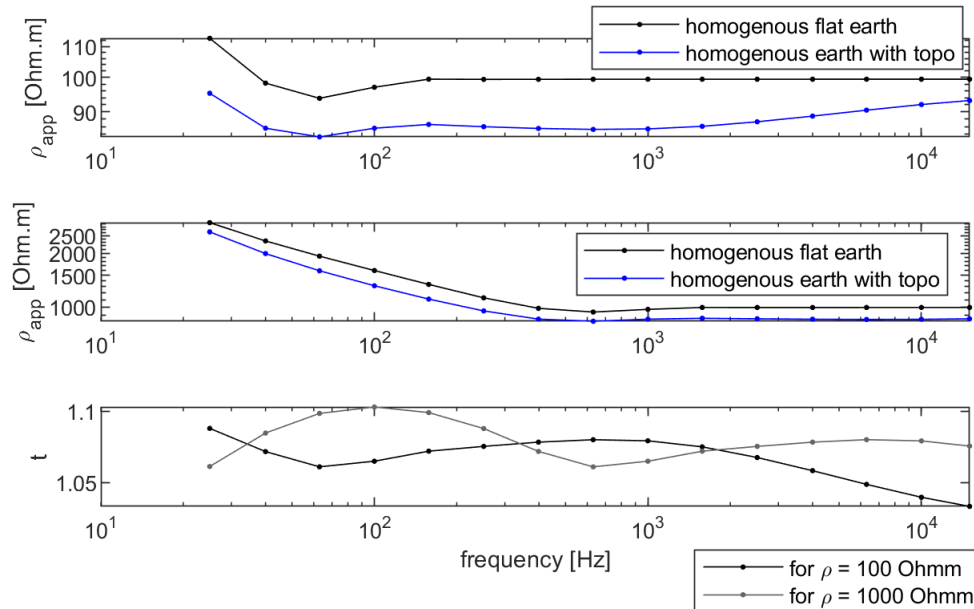 homogenous flat earth
homogenous earth with topo
110
100
90
ρapp [Ohm.m]
10^1 10^2 10^3 10^4
homogenous flat earth
homogenous earth with topo
2500
2000
1500
1000
ρapp [Ohm.m]
10^1 10^2 10^3 10^4
1.1
1.05
t
10^1 10^2 10^3 10^4
frequency [Hz]
for ρ = 100 Ohmm
for ρ = 1000 Ohmm